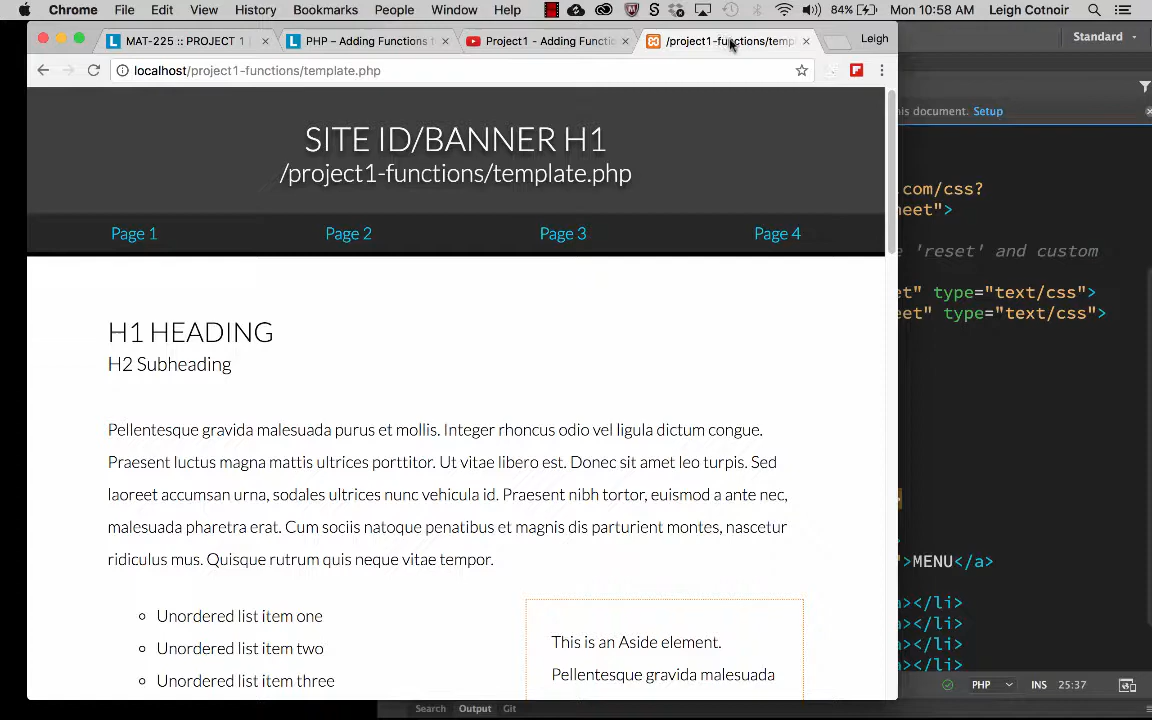 Chrome File Edit View History Bookmarks People Window Help 84% Mon 10:58 AM Leigh Cotnoir
MAT-225 :: PROJECT 1 | PHP – Adding Functions t Project1 - Adding Functio /project1-functions/temp Leigh Standard
localhost/project1-functions/template.php
his document. Setup
SITE ID/BANNER H1
/project1-functions/template.php
.com/css?
heet">
Page 1 Page 2 Page 3 Page 4
e 'reset' and custom
et" type="text/css">
eet" type="text/css">
H1 HEADING
H2 Subheading
Pellentesque gravida malesuada purus et mollis. Integer rhoncus odio vel ligula dictum congue.
Praesent luctus magna mattis ultrices porttitor. Ut vitae libero est. Donec sit amet leo turpis. Sed
laoreet accumsan urna, sodales ultrices nunc vehicula id. Praesent nibh tortor, euismod a ante nec,
malesuada pharetra erat. Cum sociis natoque penatibus et magnis dis parturient montes, nascetur
ridiculus mus. Quisque rutrum quis neque vitae tempor.
">MENU</a>
a></li>
a></li>
a></li>
a></li>
Unordered list item one
Unordered list item two
Unordered list item three
This is an Aside element.
Pellentesque gravida malesuada
PHP INS 25:37
Search Output Git